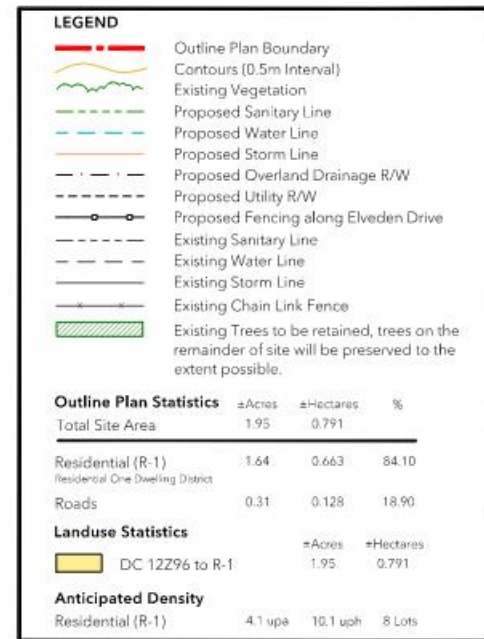 LEGEND
Outline Plan Boundary
Contours (0.5m Interval)
Existing Vegetation
Proposed Sanitary Line
Proposed Water Line
Proposed Storm Line
Proposed Overland Drainage R/W
Proposed Utility R/W
Proposed Fencing along Elveden Drive
Existing Sanitary Line
Existing Water Line
Existing Storm Line
Existing Chain Link Fence
Existing Trees to be retained, trees on the
remainder of site will be preserved to the
extent possible.
Outline Plan Statistics ±Acres ±Hectares %
Total Site Area 1.95 0.791
Residential (R-1) 1.64 0.663 84.10
Residential One Dwelling District
Roads 0.31 0.128 18.90
Landuse Statistics
±Acres ±Hectares
DC 12Z96 to R-1 1.95 0.791
Anticipated Density
Residential (R-1) 4.1 upa 10.1 uph 8 Lots